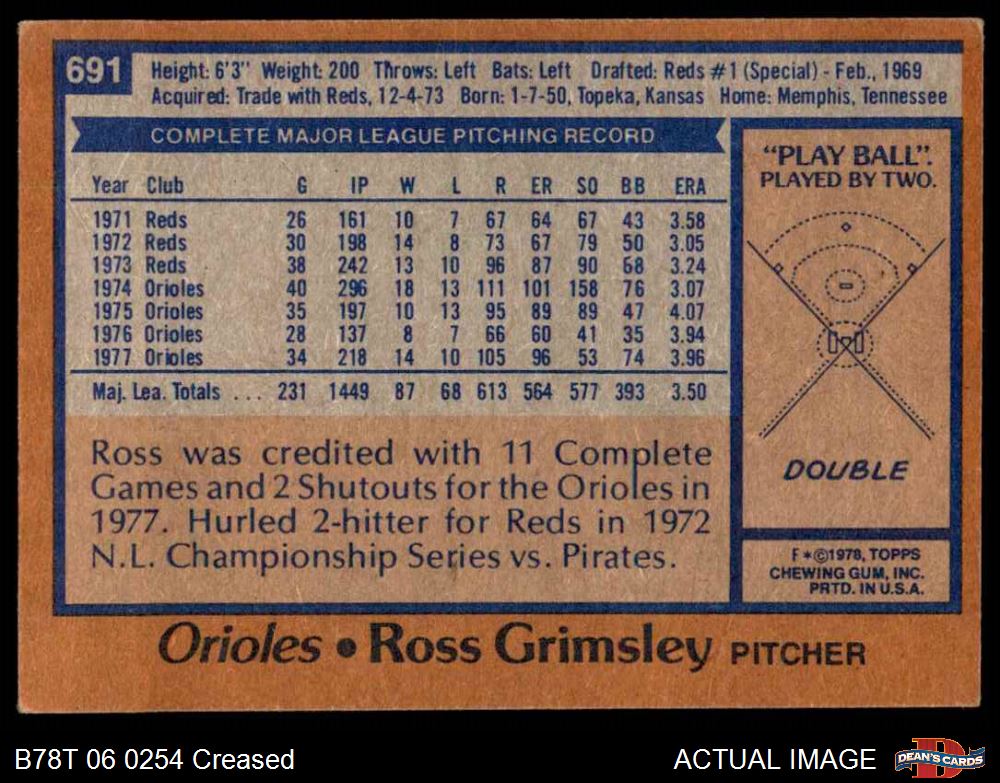 691
Height: 6'3" Weight: 200 Throws: Left Bats: Left Drafted: Reds #1 (Special) - Feb., 1969
Acquired: Trade with Reds, 12-4-73 Born: 1-7-50, Topeka, Kansas Home: Memphis, Tennessee
COMPLETE MAJOR LEAGUE PITCHING RECORD
Year Club G IP W L R ER SO BB ERA
1971 Reds 26 161 10 7 67 64 67 43 3.58
1972 Reds 30 198 14 8 73 67 79 50 3.05
1973 Reds 38 242 13 10 96 87 90 68 3.24
1974 Orioles 40 296 18 13 111 101 158 76 3.07
1975 Orioles 35 197 10 13 95 89 89 47 4.07
1976 Orioles 28 137 8 7 66 60 41 35 3.94
1977 Orioles 34 218 14 10 105 96 53 74 3.96
Maj. Lea. Totals ... 231 1449 87 68 613 564 577 393 3.50
Ross was credited with 11 Complete
Games and 2 Shutouts for the Orioles in
1977. Hurled 2-hitter for Reds in 1972
N.L. Championship Series vs. Pirates.
"PLAY BALL".
PLAYED BY TWO.
DOUBLE
F*©1978, TOPPS
CHEWING GUM, INC.
PRTD. IN U.S.A.
Orioles • Ross Grimsley PITCHER
B78T 06 0254 Creased
ACTUAL IMAGE
D
DEAN'S CARDS